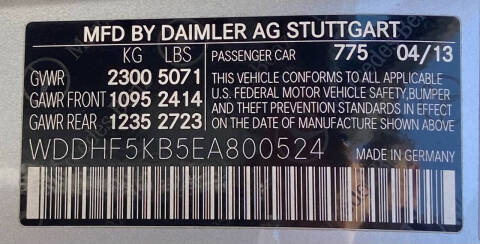 MFD BY DAIMLER AG STUTTGART
KG LBS PASSENGER CAR 775 04/13
GVWR 2300 5071 THIS VEHICLE CONFORMS TO ALL APPLICABLE
GAWR FRONT 1095 2414 U.S. FEDERAL MOTOR VEHICLE SAFETY,BUMPER
AND THEFT PREVENTION STANDARDS IN EFFECT
GAWR REAR 1235 2723 ON THE DATE OF MANUFACTURE SHOWN ABOVE.
WDDHF5KB5EA800524 MADE IN GERMANY